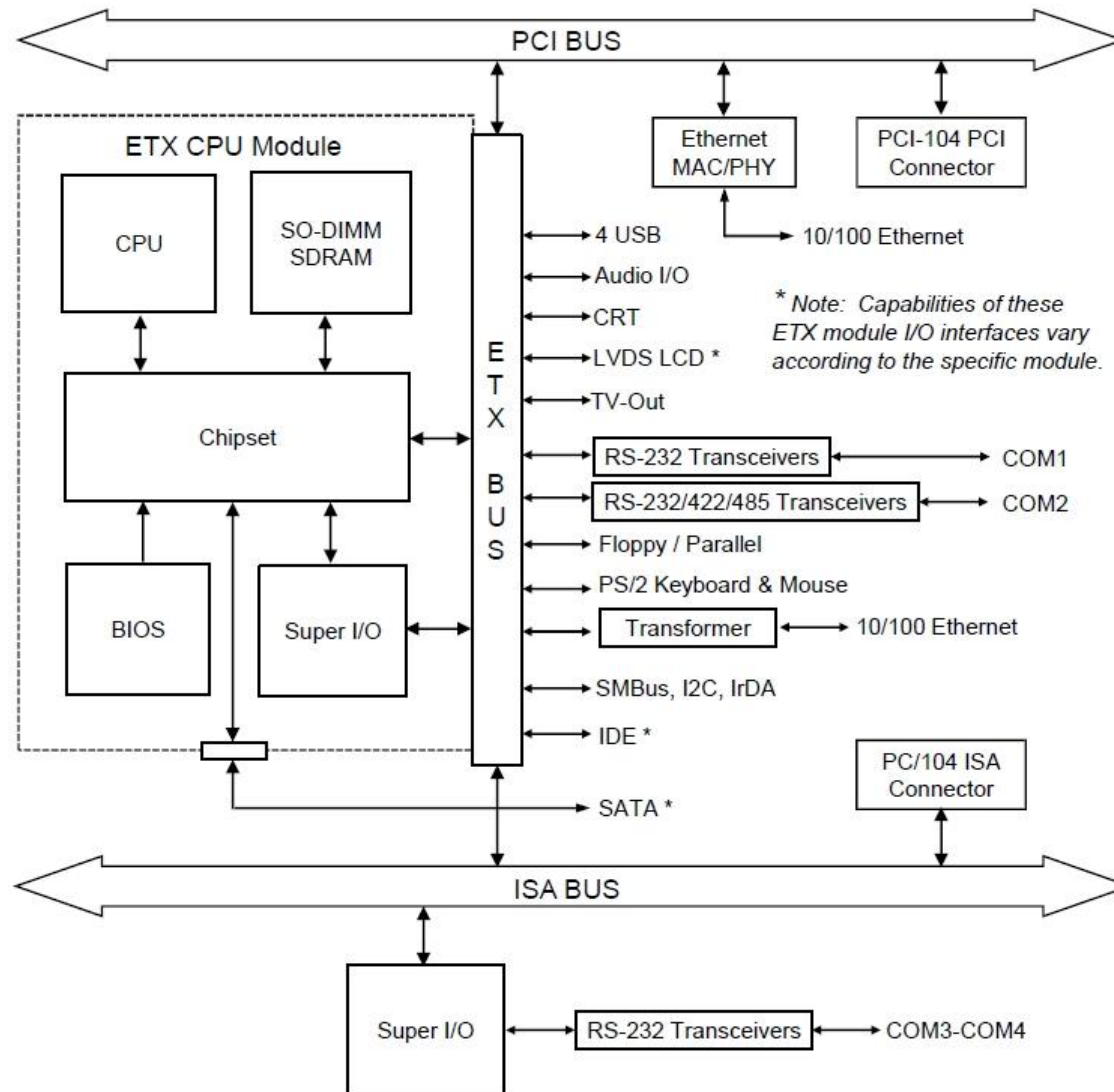 PCI BUS
ETX CPU Module
CPU
SO-DIMM
SDRAM
Chipset
BIOS
Super I/O
E
T
X
B
U
S
Ethernet
MAC/PHY
PCI-104 PCI
Connector
10/100 Ethernet
4 USB
Audio I/O
CRT
LVDS LCD *
TV-Out
* Note: Capabilities of these
ETX module I/O interfaces vary
according to the specific module.
RS-232 Transceivers
COM1
RS-232/422/485 Transceivers
COM2
Floppy / Parallel
PS/2 Keyboard & Mouse
Transformer
10/100 Ethernet
SMBus, I2C, IrDA
IDE *
SATA *
PC/104 ISA
Connector
ISA BUS
Super I/O
RS-232 Transceivers
COM3-COM4